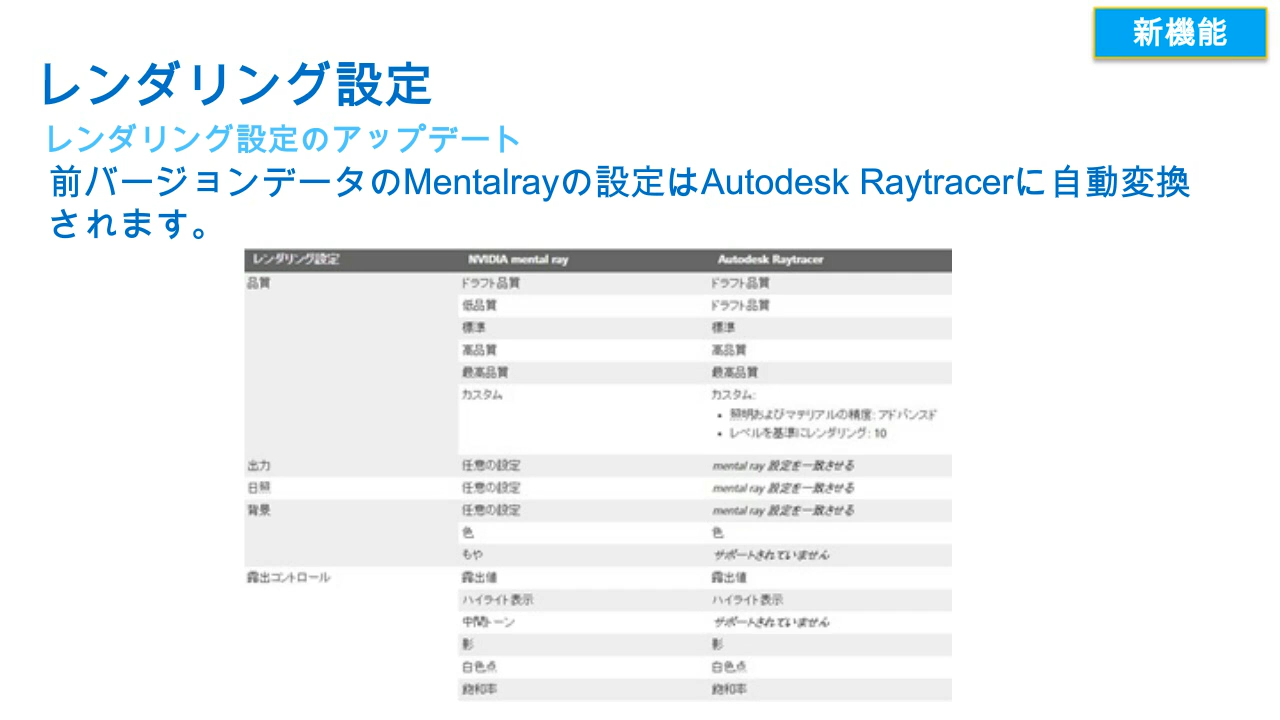 新機能
レンダリング設定
レンダリング設定のアップデート
前バージョンデータのMentalrayの設定はAutodesk Raytracerに自動変換
されます。
レンダリング設定 NVIDIA mental ray Autodesk Raytracer
品質 ドラフト品質 ドラフト品質
低品質 ドラフト品質
標準 標準
高品質 高品質
最高品質 最高品質
カスタム カスタム:
• 照明およびマテリアルの精度: アドバンスド
• レベルを基準にレンダリング: 10
出力 任意の設定 mental ray 設定を一致させる
日照 任意の設定 mental ray 設定を一致させる
背景 任意の設定 mental ray 設定を一致させる
色 色
もや サポートされていません
露出コントロール 露出値 露出値
ハイライト表示 ハイライト表示
中間トーン サポートされていません
影 影
白色点 白色点
飽和率 飽和率